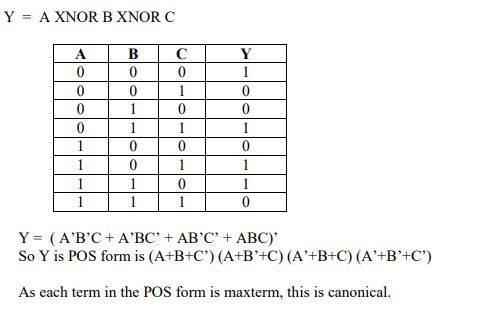 Y = A XNOR B XNOR C
A B C Y
0 0 0 1
0 0 1 0
0 1 0 0
0 1 1 1
1 0 0 0
1 0 1 1
1 1 0 1
1 1 1 0
Y = ( A’B’C + A’BC’ + AB’C’ + ABC)’
So Y is POS form is (A+B+C’) (A+B’+C) (A’+B+C) (A’+B’+C’)
As each term in the POS form is maxterm, this is canonical.